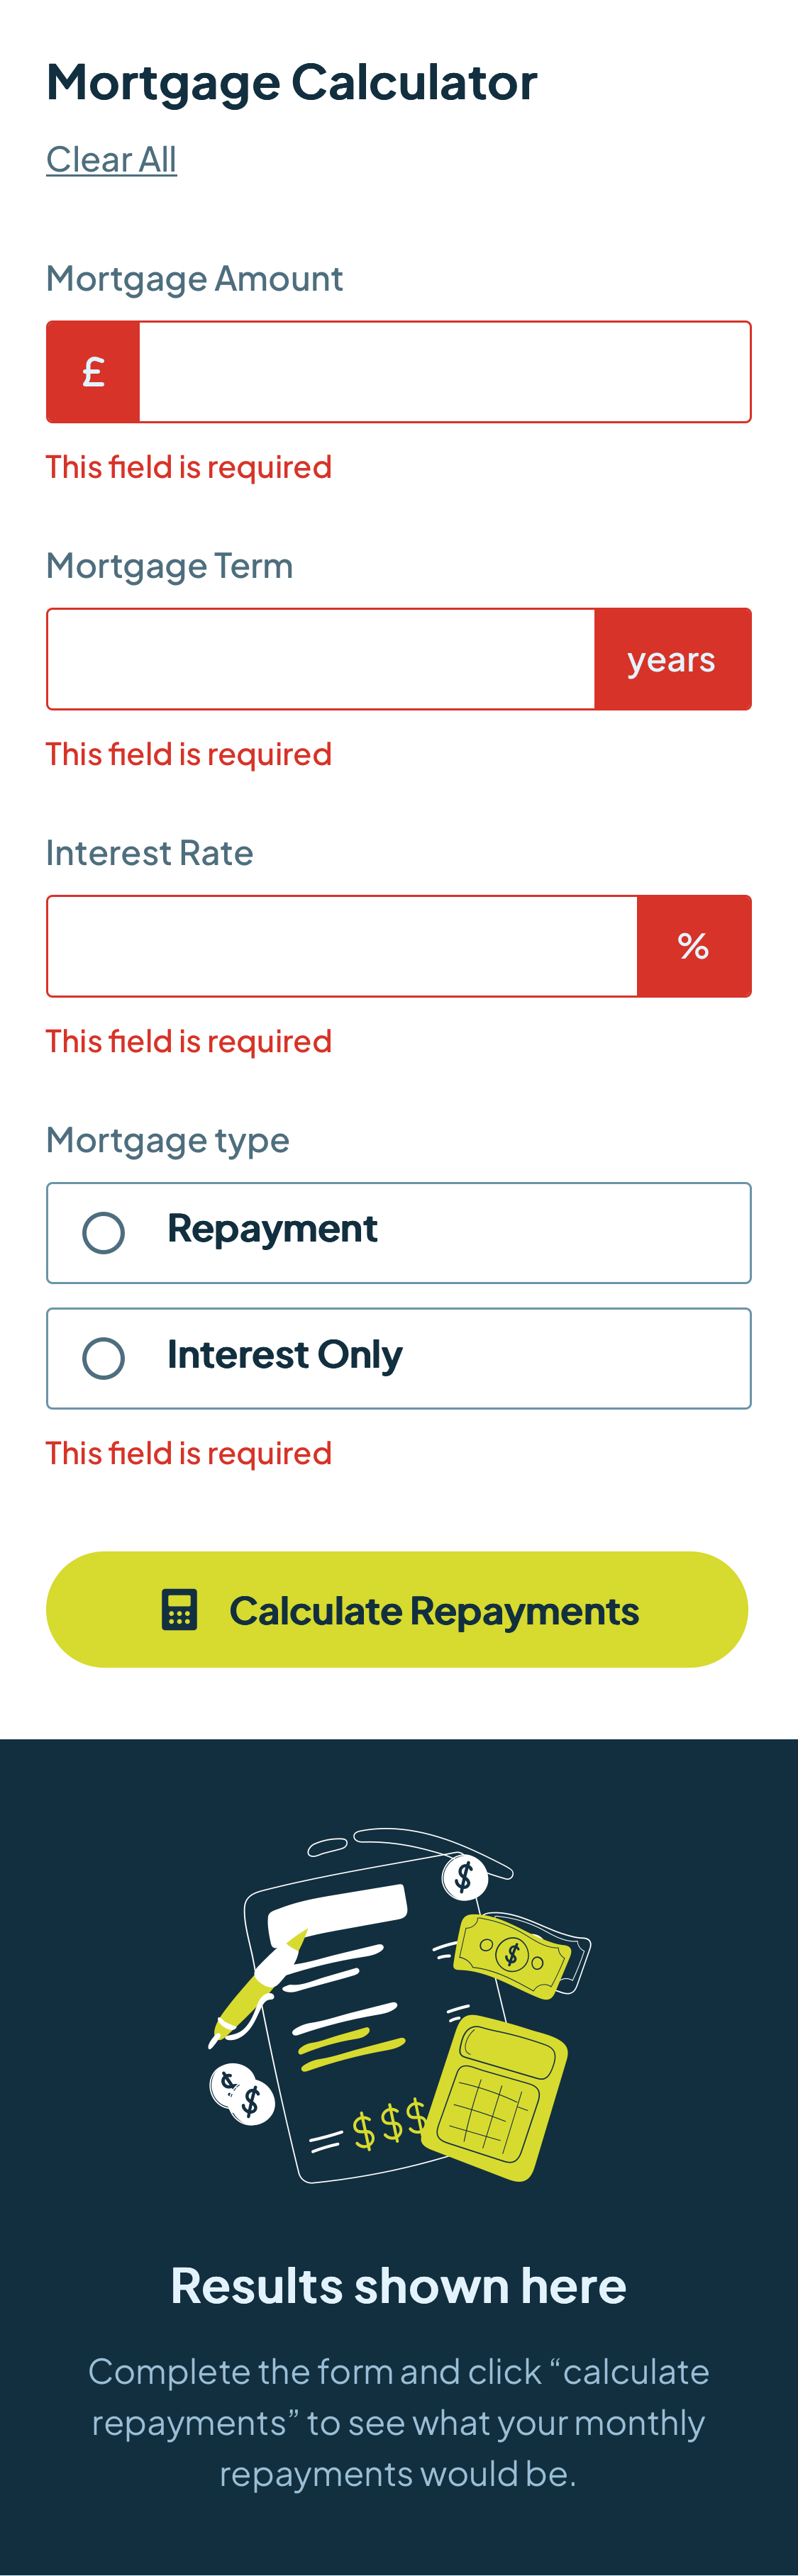 Mortgage Calculator
Clear All
Mortgage Amount
£
This field is required
Mortgage Term
years
This field is required
Interest Rate
%
This field is required
Mortgage type
Repayment
Interest Only
This field is required
Calculate Repayments
$
$
$
$
$$$
Results shown here
Complete the form and click “calculate
repayments” to see what your monthly
repayments would be.